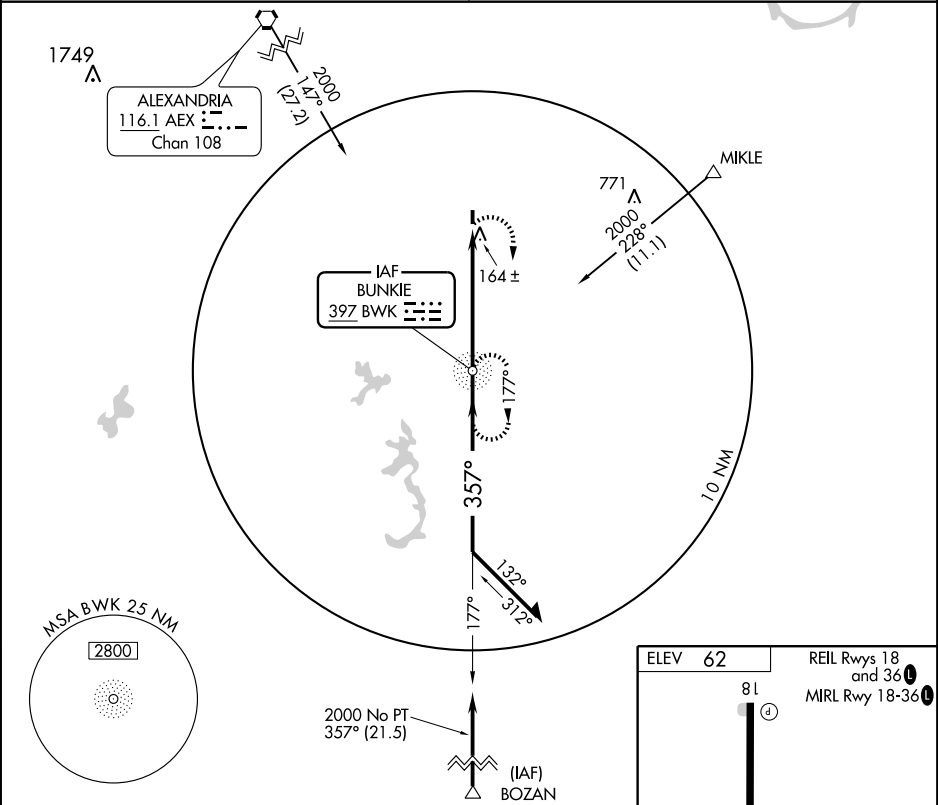 1749
ALEXANDRIA
116.1 AEX
Chan 108
2000
147°
(27.2)
MIKLE
771
2000
228°
(11.1)
164 ±
IAF
BUNKIE
397 BWK
177°
357°
10 NM
132°
312°
177°
MSA BWK 25 NM
2800
2000 No PT
357° (21.5)
(IAF)
BOZAN
ELEV 62
REIL Rwys 18
and 36 L
MIRL Rwy 18-36 L
18
P